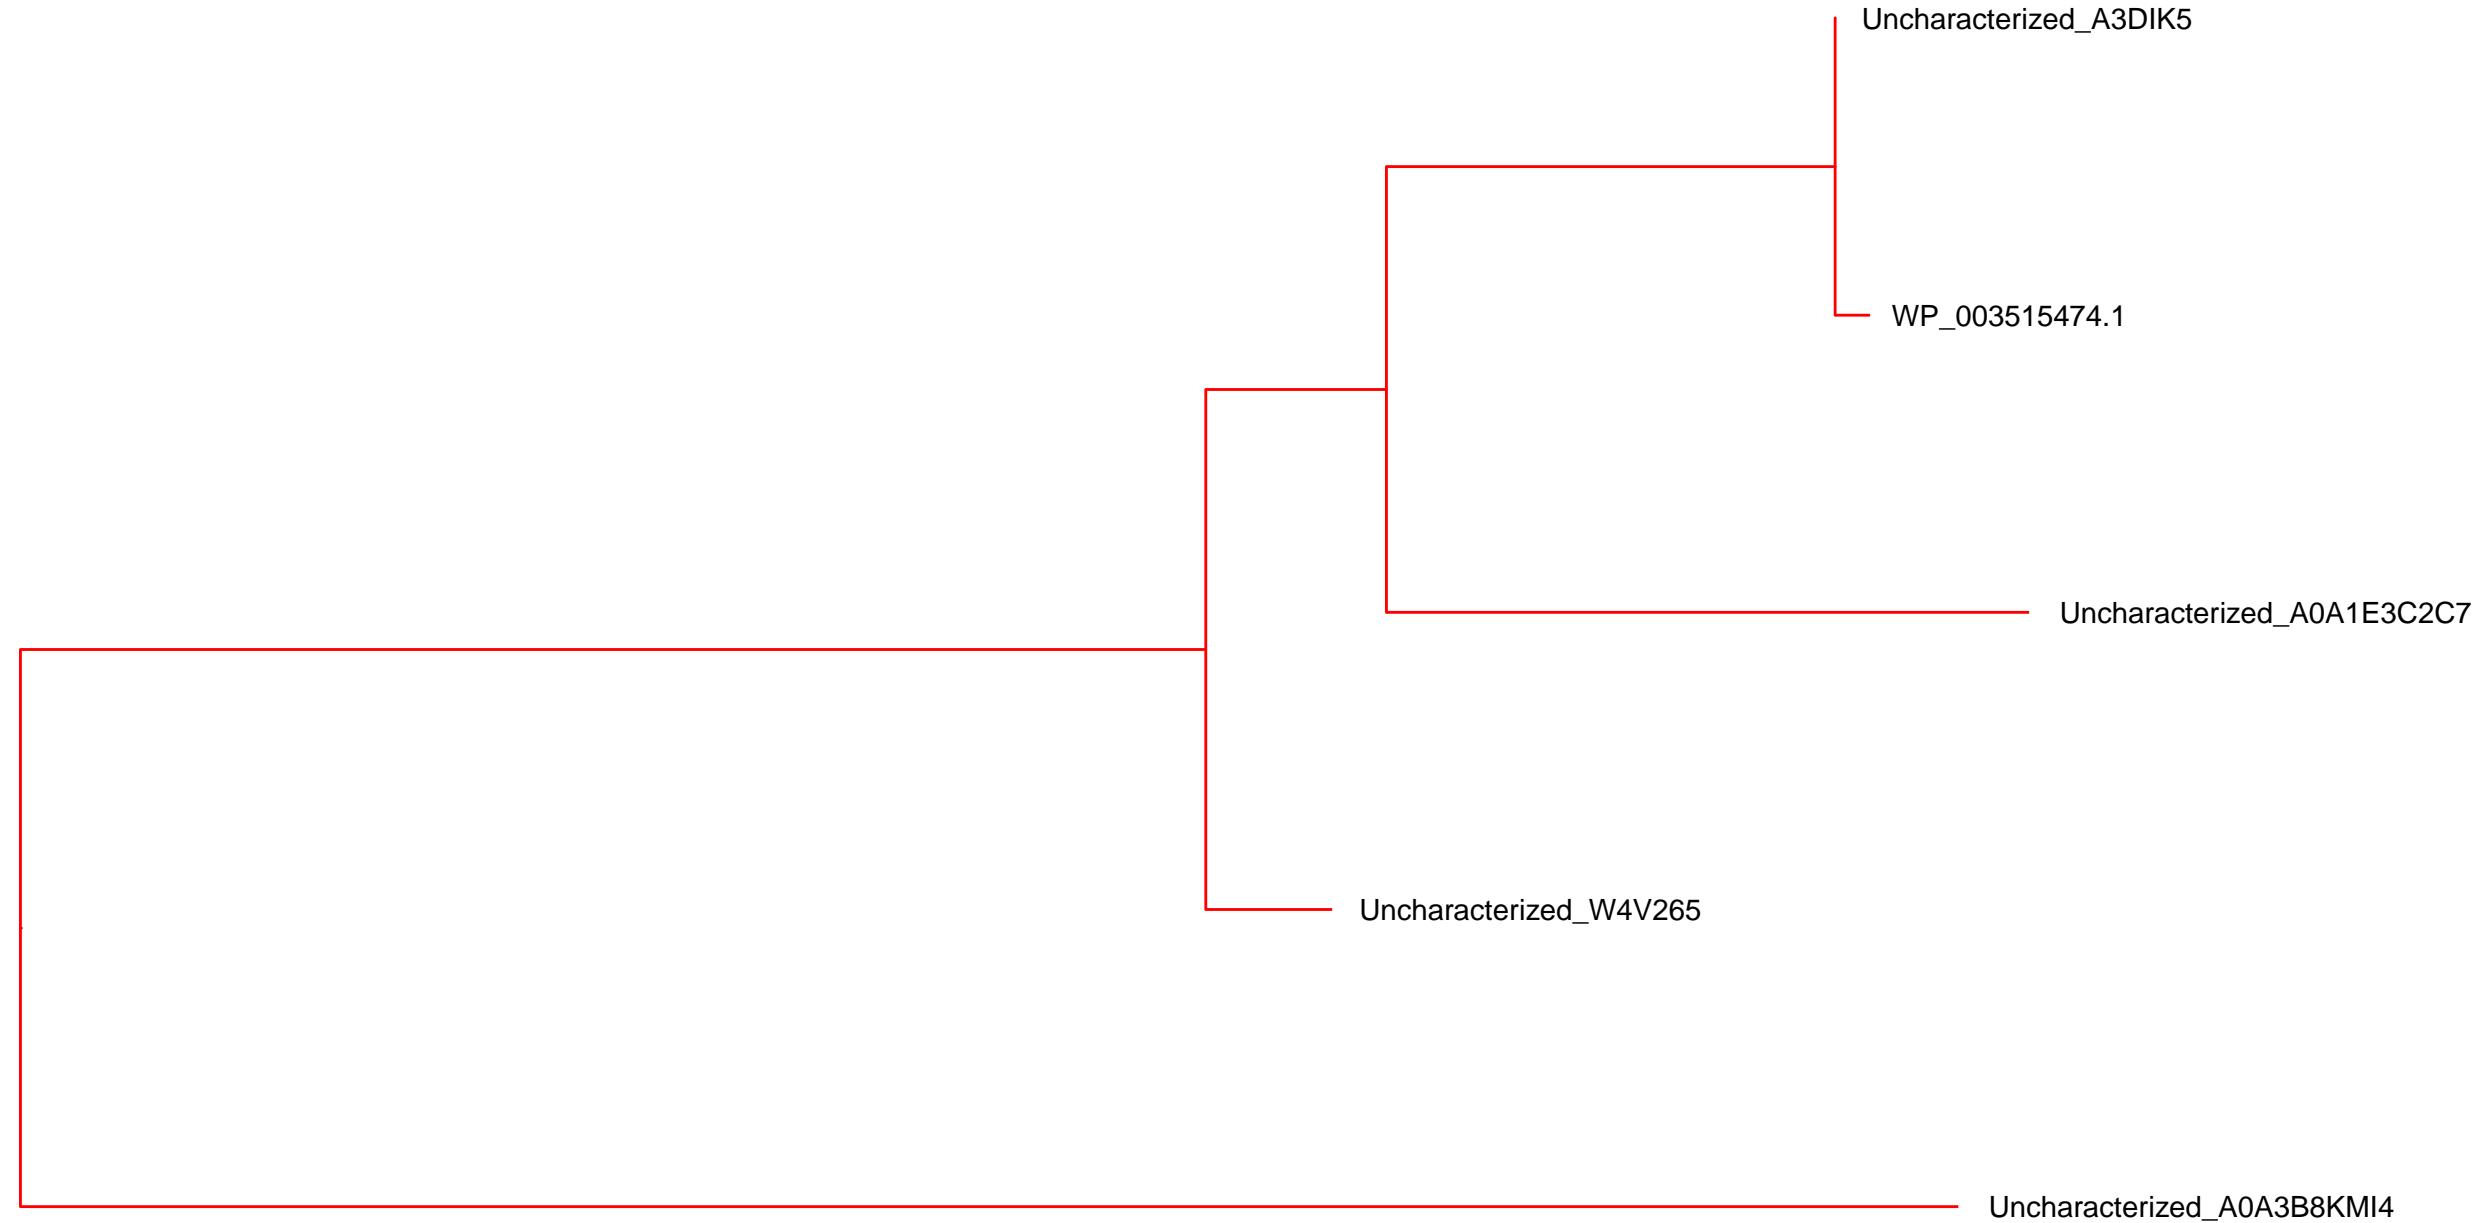 Uncharacterized_A3DIK5
WP_003515474.1
Uncharacterized_A0A1E3C2C7
Uncharacterized_W4V265
Uncharacterized_A0A3B8KMI4